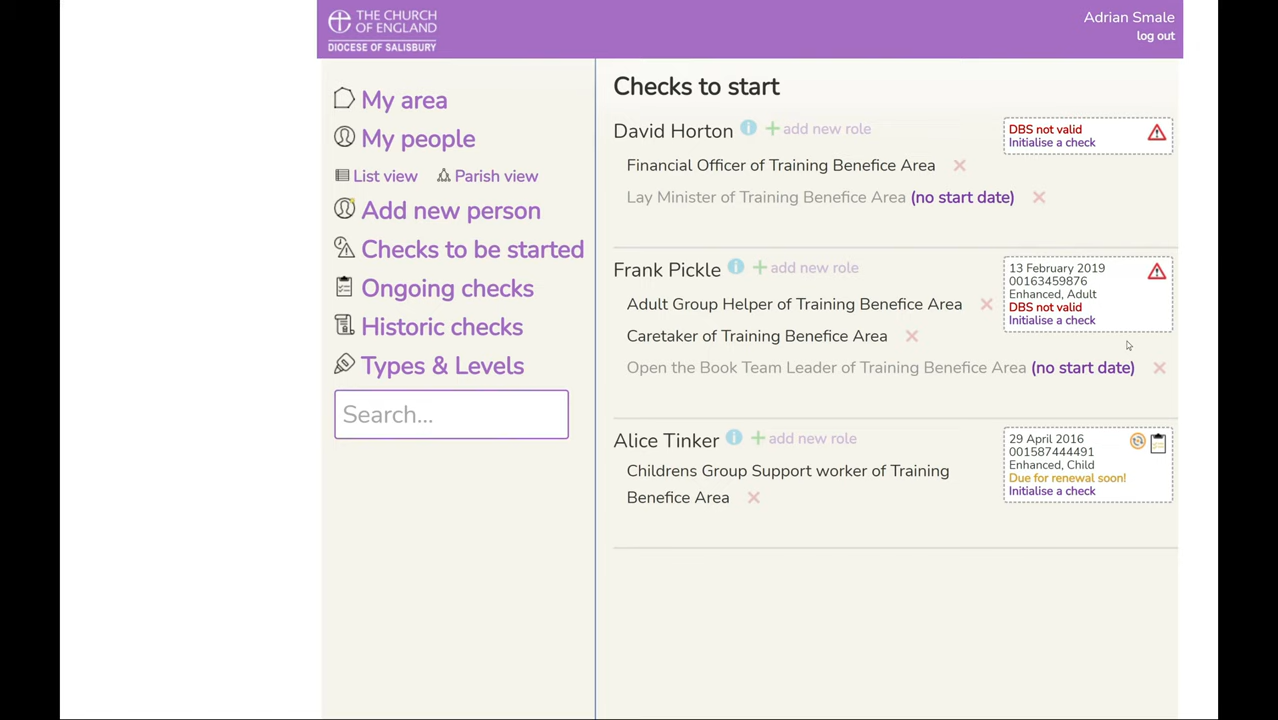 THE CHURCH
OF ENGLAND
DIOCESE OF SALISBURY
Adrian Smale
log out
My area
My people
List view
Parish view
Add new person
Checks to be started
Ongoing checks
Historic checks
Types & Levels
Search...
Checks to start
David Horton
add new role
Financial Officer of Training Benefice Area
Lay Minister of Training Benefice Area (no start date)
DBS not valid
Initialise a check
Frank Pickle
add new role
Adult Group Helper of Training Benefice Area
Caretaker of Training Benefice Area
Open the Book Team Leader of Training Benefice Area (no start date)
13 February 2019
00163459876
Enhanced, Adult
DBS not valid
Initialise a check
Alice Tinker
add new role
Childrens Group Support worker of Training
Benefice Area
29 April 2016
001587444491
Enhanced, Child
Due for renewal soon!
Initialise a check